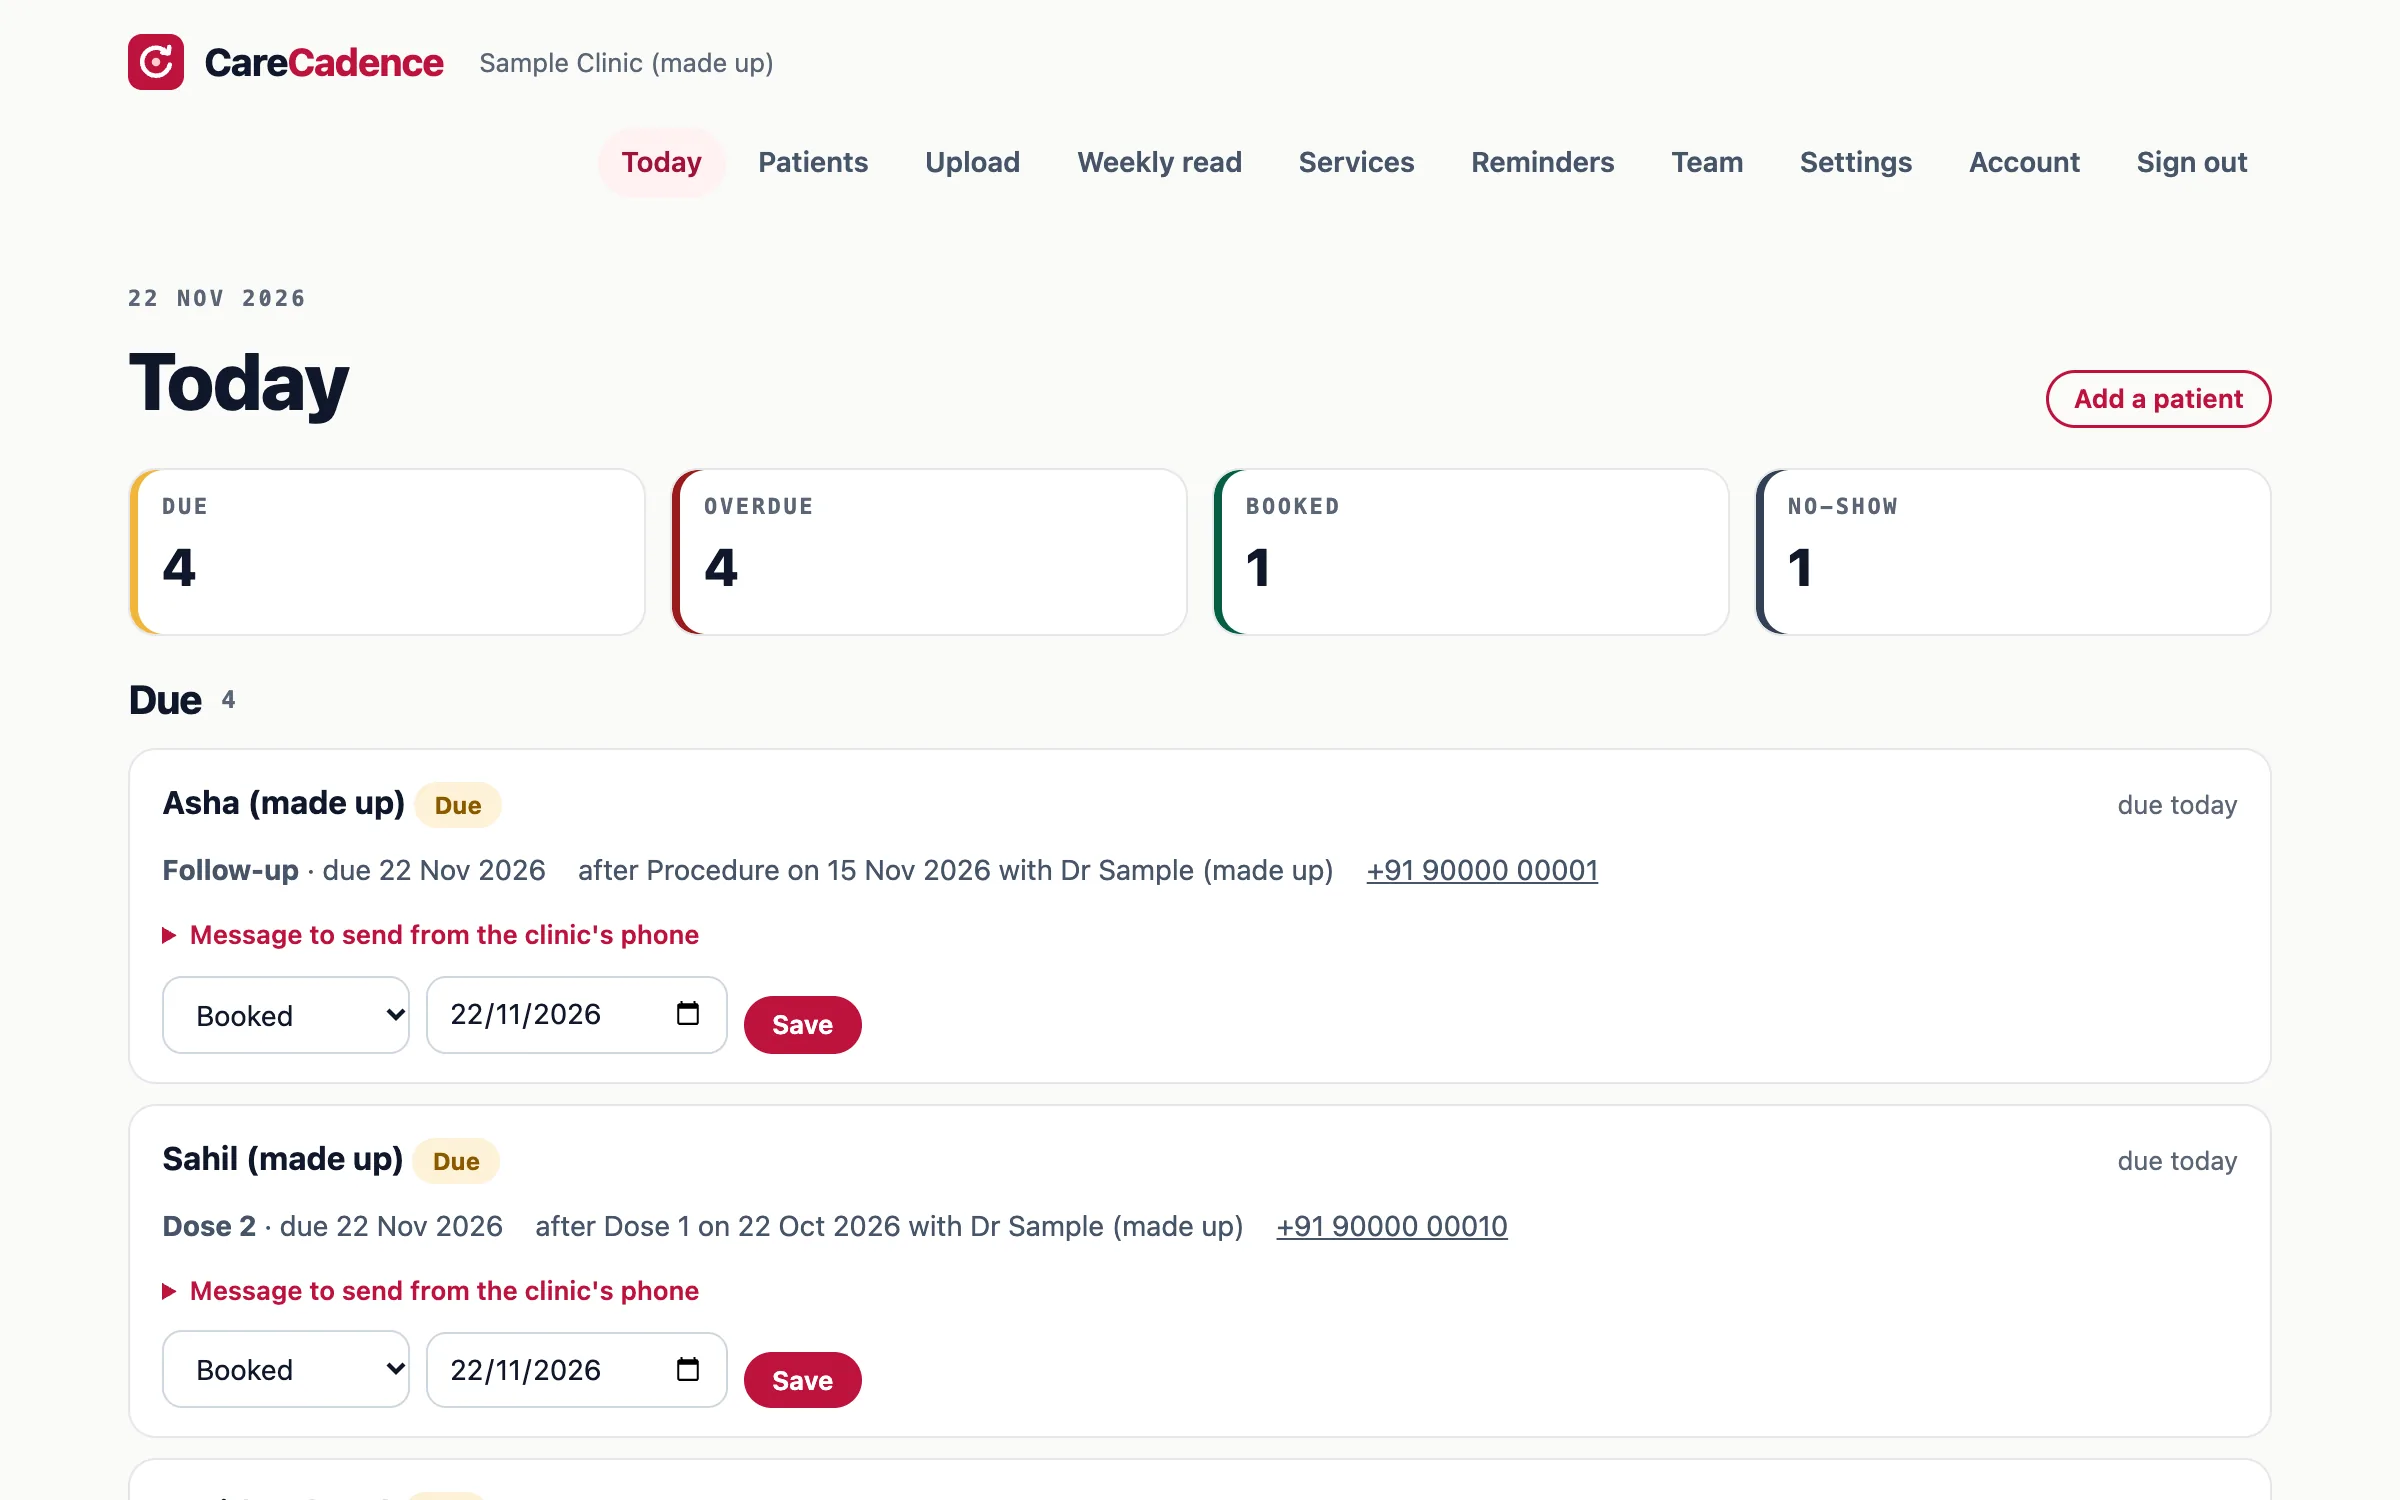 CareCadence Sample Clinic (made up)
Today Patients Upload Weekly read Services Reminders Team Settings Account Sign out
22 NOV 2026
Today
Add a patient
DUE
4
OVERDUE
4
BOOKED
1
NO-SHOW
1
Due 4
Asha (made up) Due
due today
Follow-up · due 22 Nov 2026 after Procedure on 15 Nov 2026 with Dr Sample (made up) +91 90000 00001
Message to send from the clinic's phone
Booked 22/11/2026 Save
Sahil (made up) Due
due today
Dose 2 · due 22 Nov 2026 after Dose 1 on 22 Oct 2026 with Dr Sample (made up) +91 90000 00010
Message to send from the clinic's phone
Booked 22/11/2026 Save